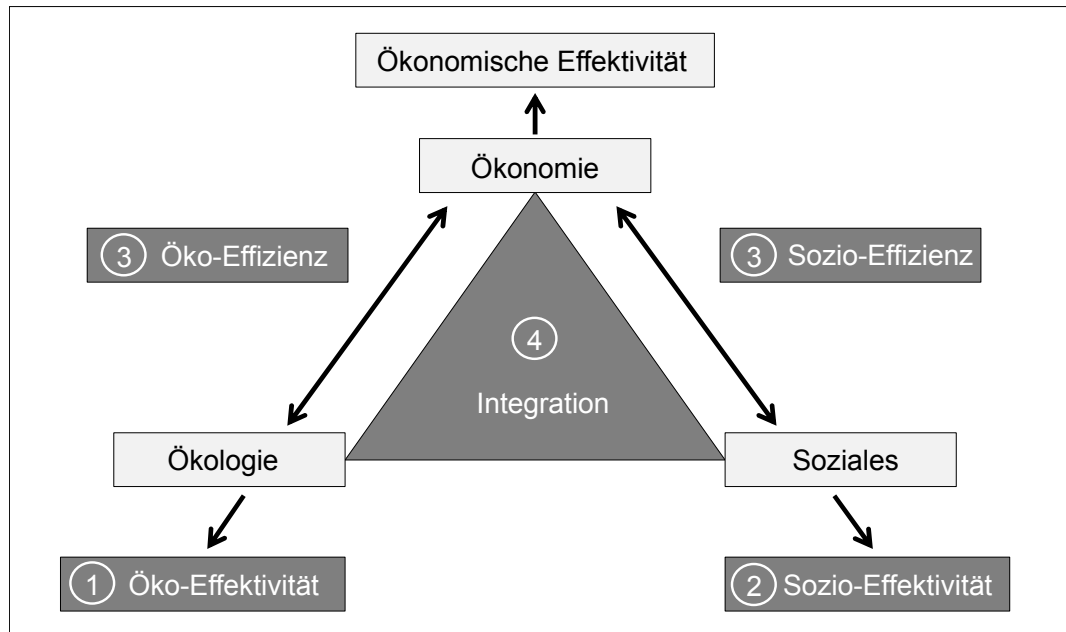 Ökonomische Effektivität
Ökonomie
3 Öko-Effizienz
3 Sozio-Effizienz
4
Integration
Ökologie
Soziales
1 Öko-Effektivität
2 Sozio-Effektivität